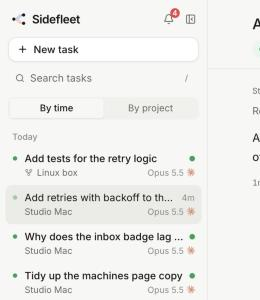 Sidefleet
4
+ New task
Search tasks /
By time By project
Today
Add tests for the retry logic
Linux box Opus 5.5
Add retries with backoff to th... 4m
Studio Mac Opus 5.5
Why does the inbox badge lag ...
Studio Mac Opus 5.5
Tidy up the machines page copy
Studio Mac Opus 5.5